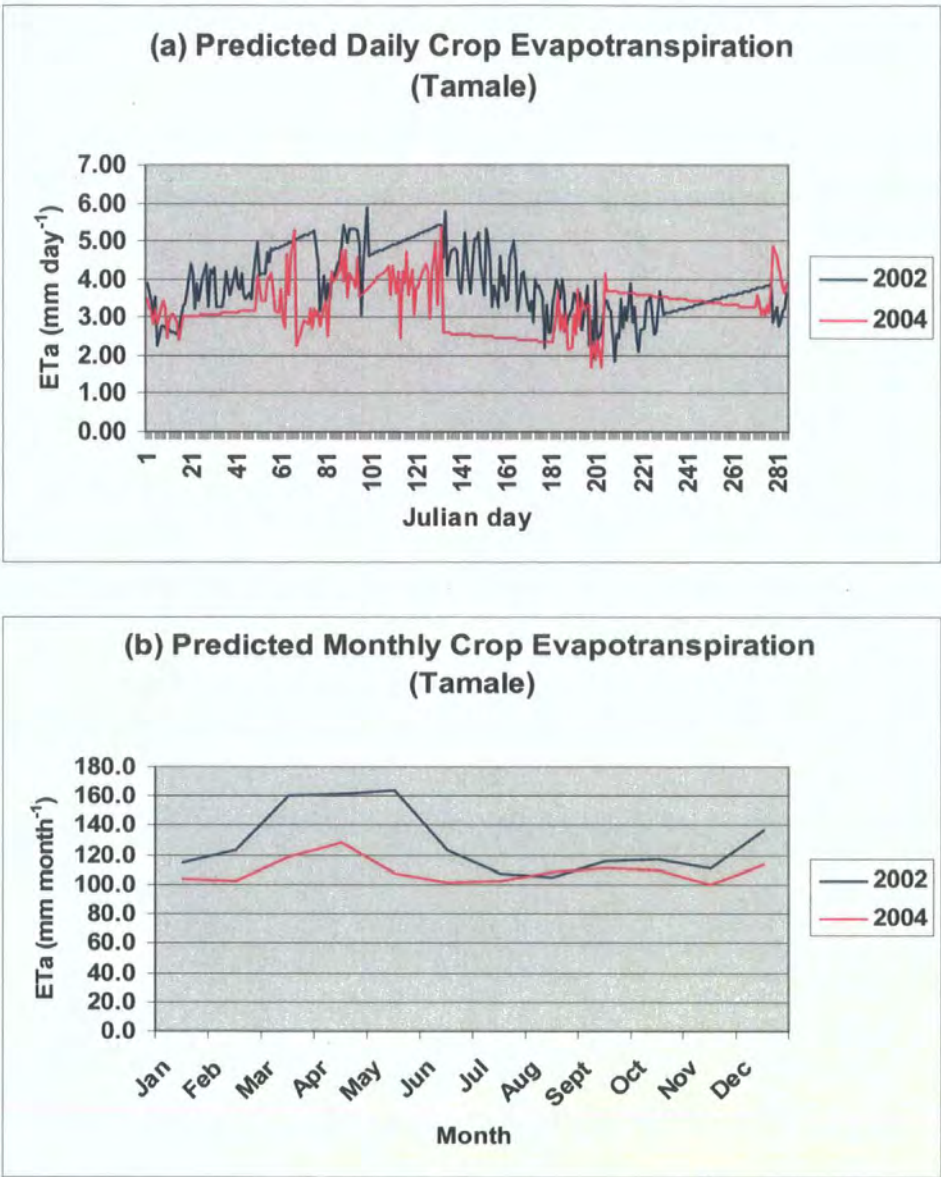 (a) Predicted Daily Crop Evapotranspiration
(Tamale)
7.00
6.00
5.00
4.00
3.00
2.00
1.00
0.00
ETa (mm day-1)
1 21 41 61 81 101 121 141 161 181 201 221 241 261 281
Julian day
2002
2004
(b) Predicted Monthly Crop Evapotranspiration
(Tamale)
180.0
160.0
140.0
120.0
100.0
80.0
60.0
40.0
20.0
0.0
ETa (mm month-1)
Jan Feb Mar Apr May Jun Jul Aug Sept Oct Nov Dec
Month
2002
2004